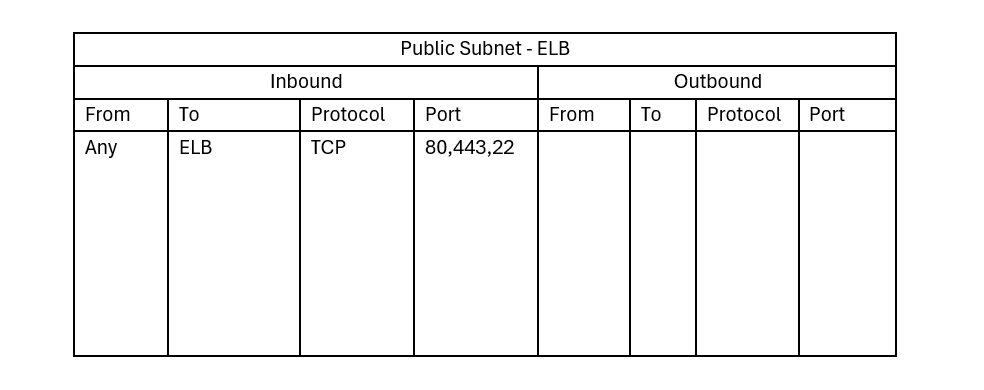 Public Subnet - ELB
Inbound Outbound
From To Protocol Port From To Protocol Port
Any ELB TCP 80,443,22